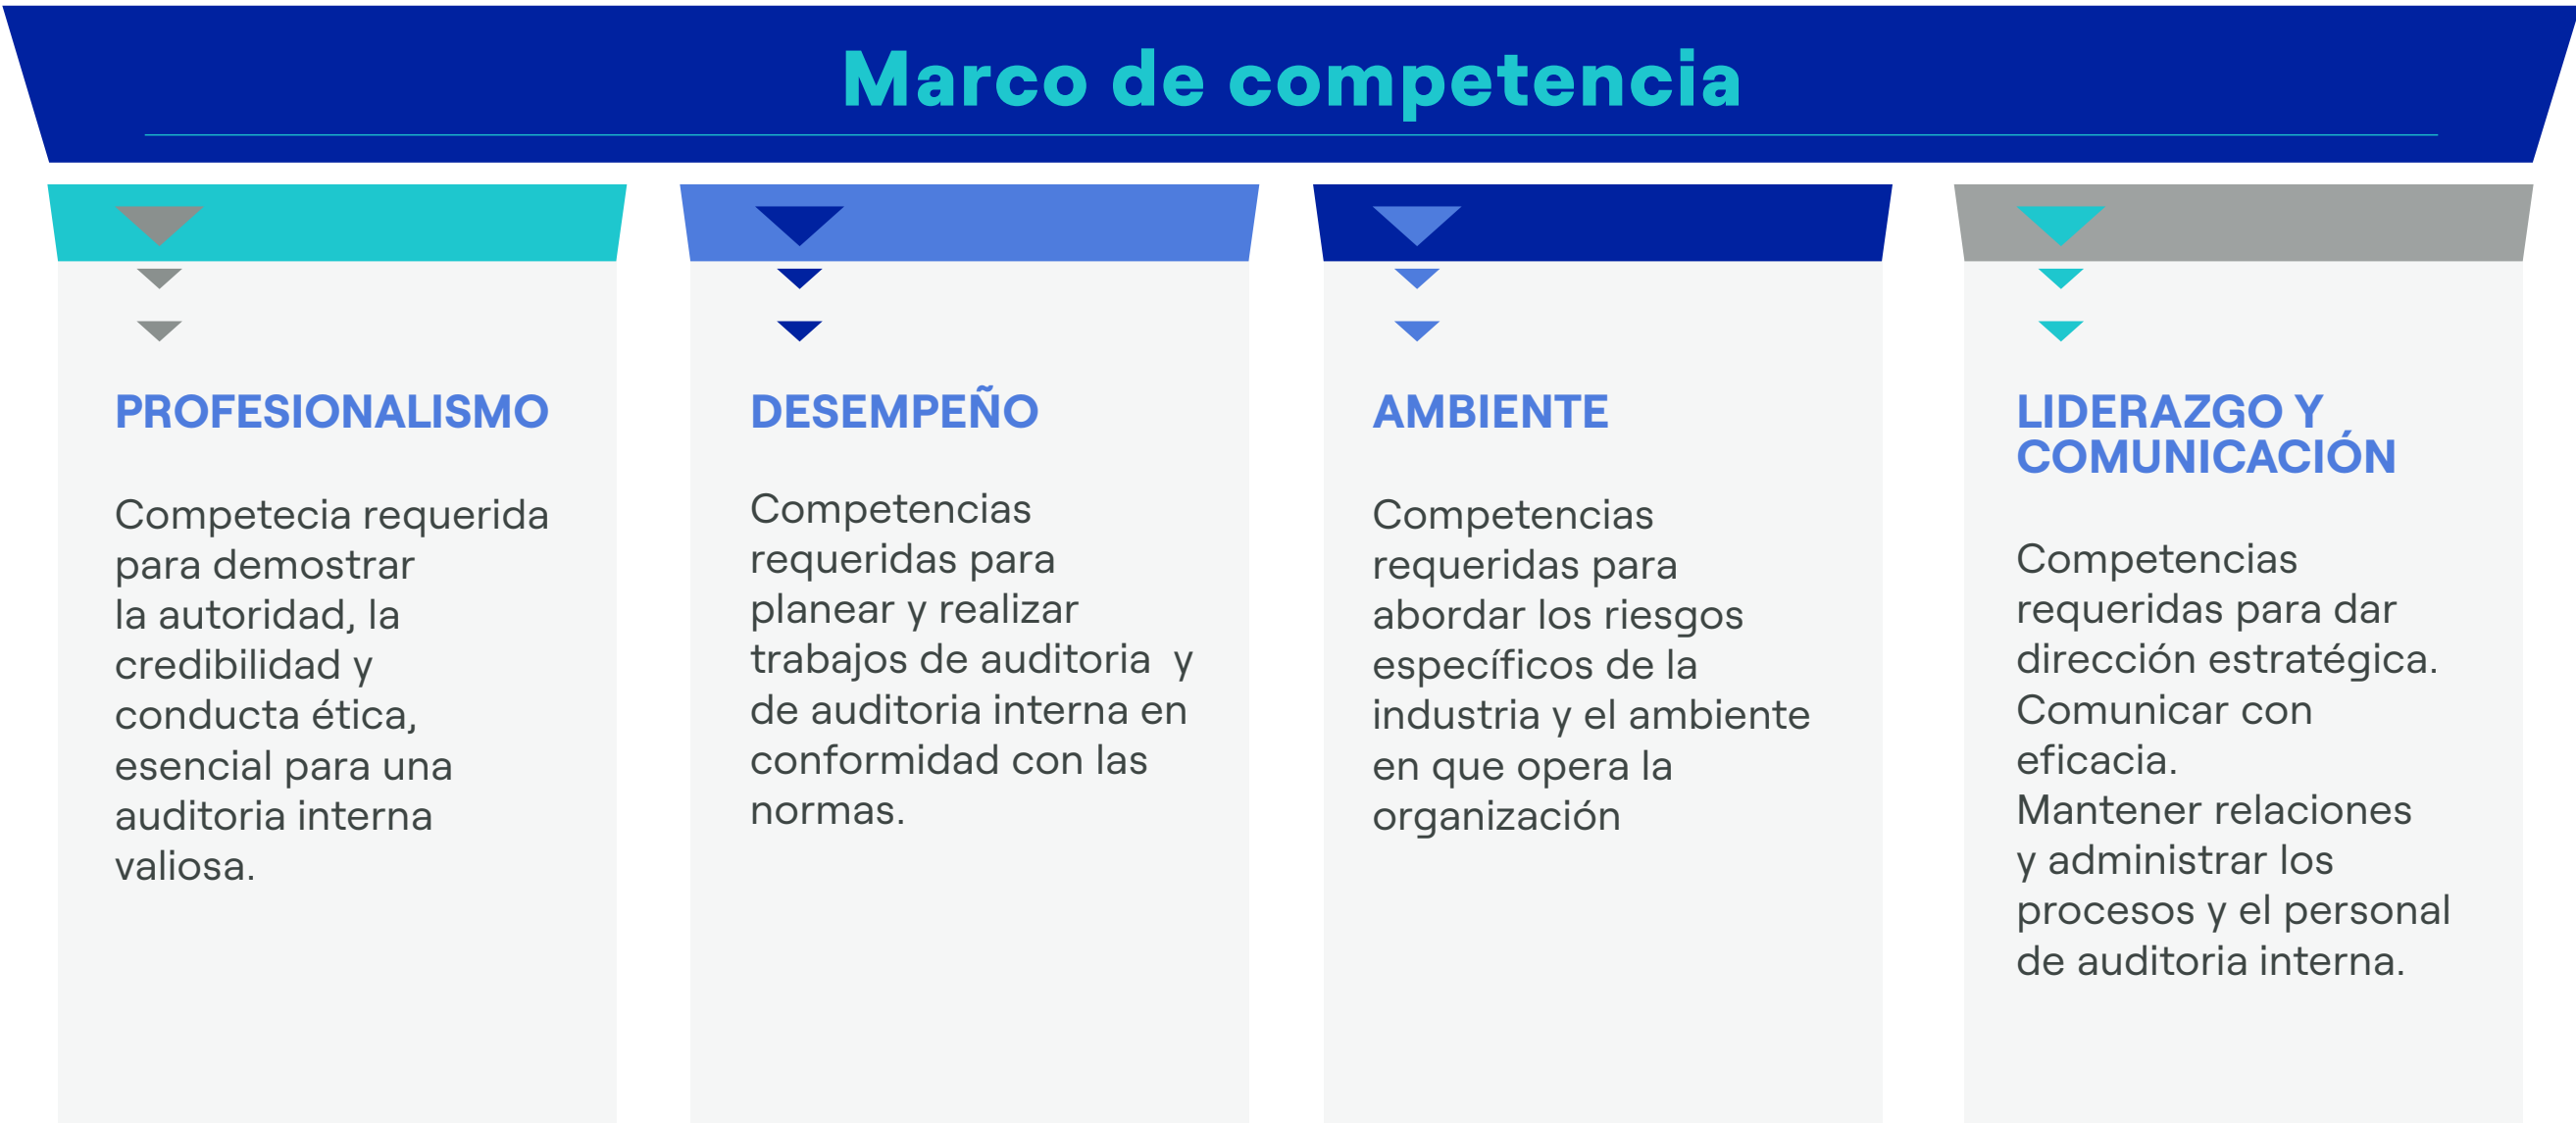 Marco de competencia
PROFESIONALISMO
Competecia requerida
para demostrar
la autoridad, la
credibilidad y
conducta ética,
esencial para una
auditoria interna
valiosa.
DESEMPEÑO
Competencias
requeridas para
planear y realizar
trabajos de auditoria  y
de auditoria interna en
conformidad con las
normas.
AMBIENTE
Competencias
requeridas para
abordar los riesgos
específicos de la
industria y el ambiente
en que opera la
organización
LIDERAZGO Y
COMUNICACIÓN
Competencias
requeridas para dar
dirección estratégica.
Comunicar con
eficacia.
Mantener relaciones
y administrar los
procesos y el personal
de auditoria interna.